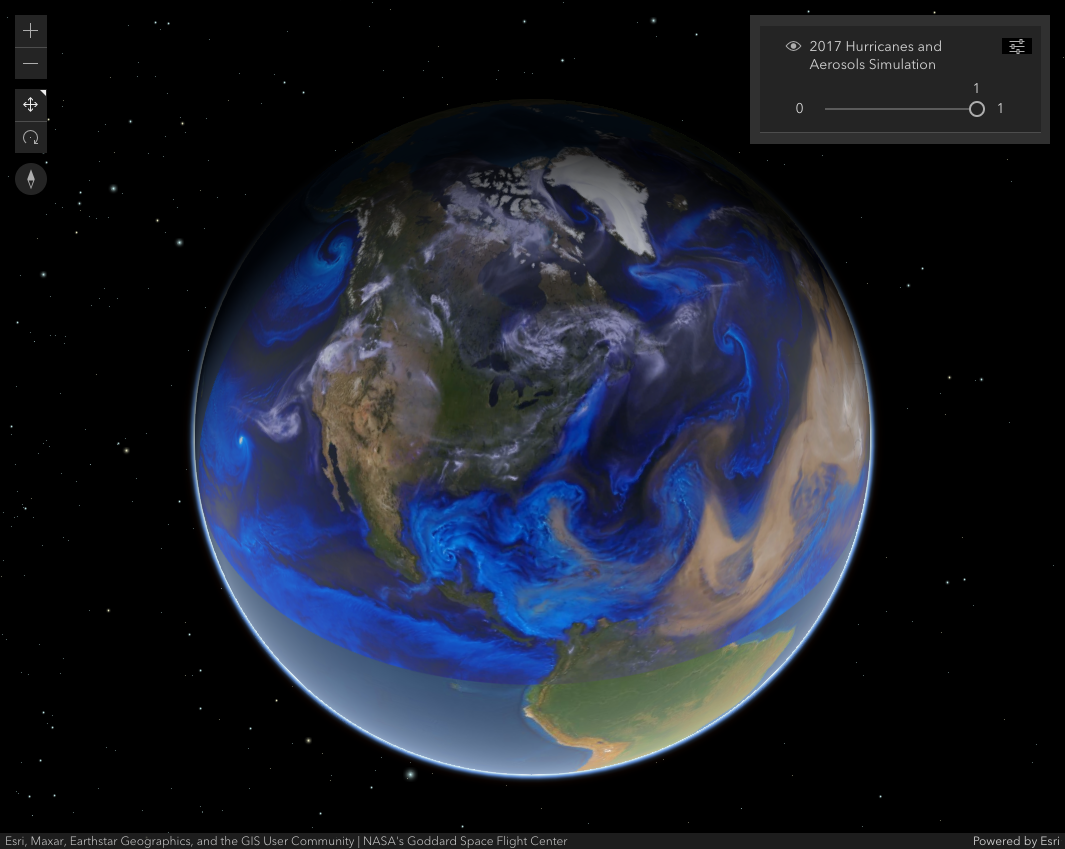 2017 Hurricanes and
Aerosols Simulation
1
0 1
Esri, Maxar, Earthstar Geographics, and the GIS User Community | NASA's Goddard Space Flight Center
Powered by Esri